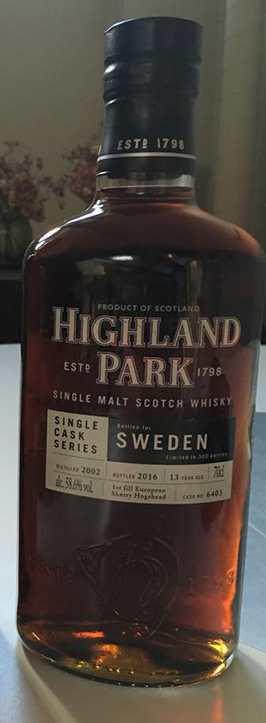 ESTD 1798
PRODUCT OF SCOTLAND
HIGHLAND
ESTD PARK 1798
SINGLE MALT SCOTCH WHISKY
SINGLE CASK SERIES
Bottled for
SWEDEN
Limited to 300 bottles
DISTILLED 2002 BOTTLED 2016 13 YEAR OLD 70cl
alc. 58.6% vol. 1st fill European Sherry Hogshead CASK NO 6403